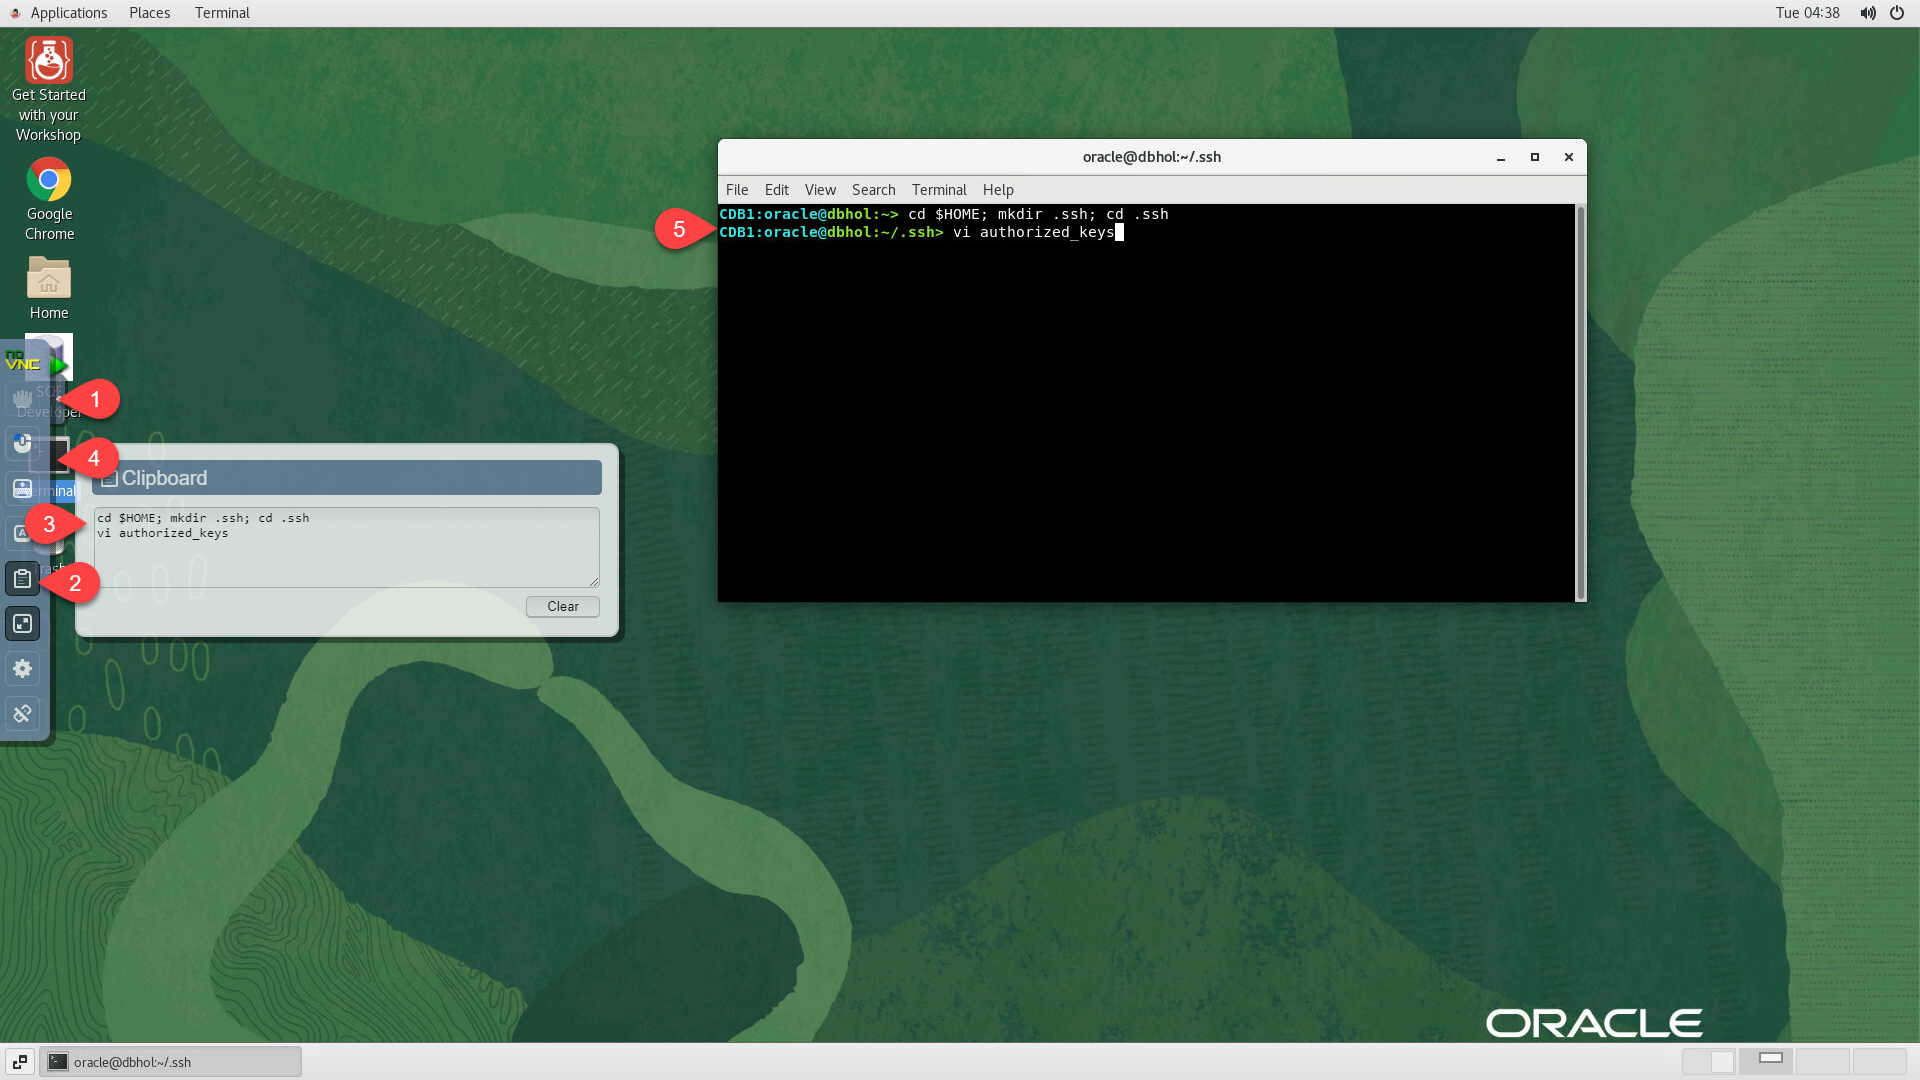 Applications Places Terminal Tue 04:38
Get Started
with your
Workshop
Google
Chrome
Home
no
VNC
SQL
Developer
1
4
Terminal
3
Trash
2
Clipboard
cd $HOME; mkdir .ssh; cd .ssh
vi authorized_keys
Clear
oracle@dbhol:~/.ssh
File Edit View Search Terminal Help
CDB1:oracle@dbhol:~> cd $HOME; mkdir .ssh; cd .ssh
5
CDB1:oracle@dbhol:~/.ssh> vi authorized_keys
ORACLE
oracle@dbhol:~/.ssh